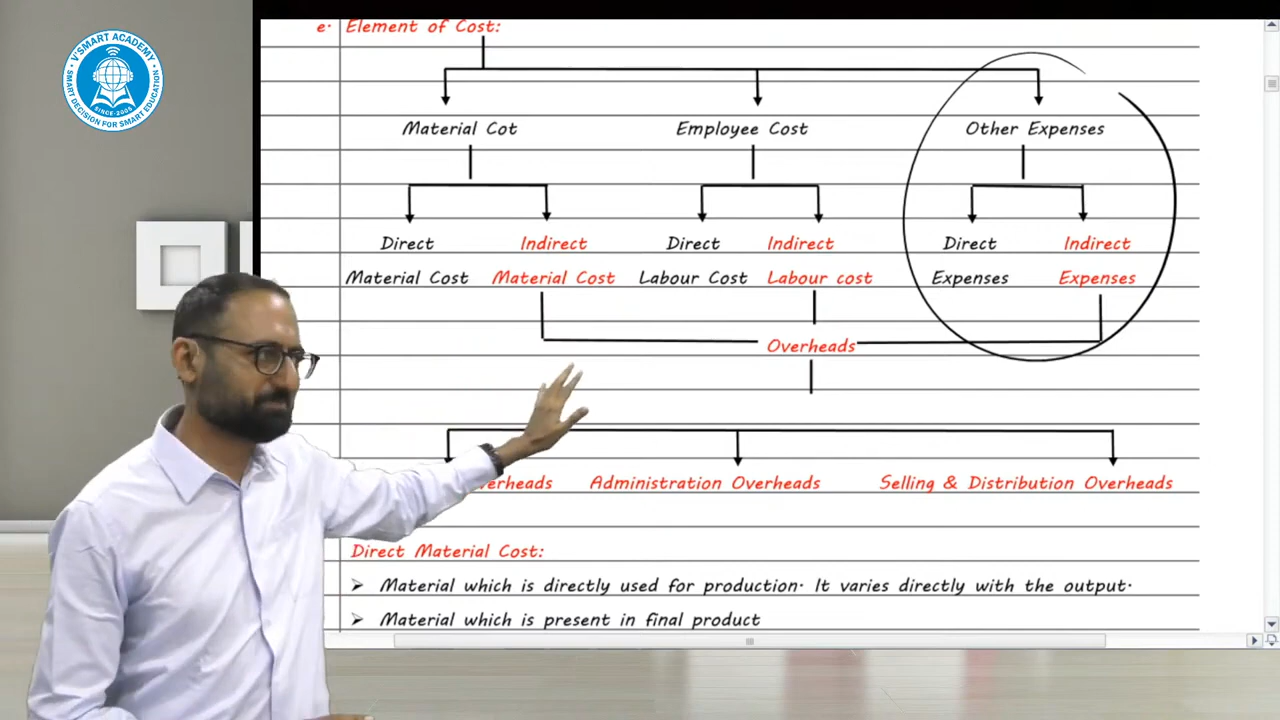 V'SMART ACADEMY
SINCE-2005
SMART DECISION FOR SMART EDUCATION
e. Element of Cost:
Material Cot Employee Cost Other Expenses
Direct Indirect Direct Indirect Direct Indirect
Material Cost Material Cost Labour Cost Labour cost Expenses Expenses
Overheads
Administration Overheads Selling & Distribution Overheads
Direct Material Cost:
➢ Material which is directly used for production. It varies directly with the output.
➢ Material which is present in final product